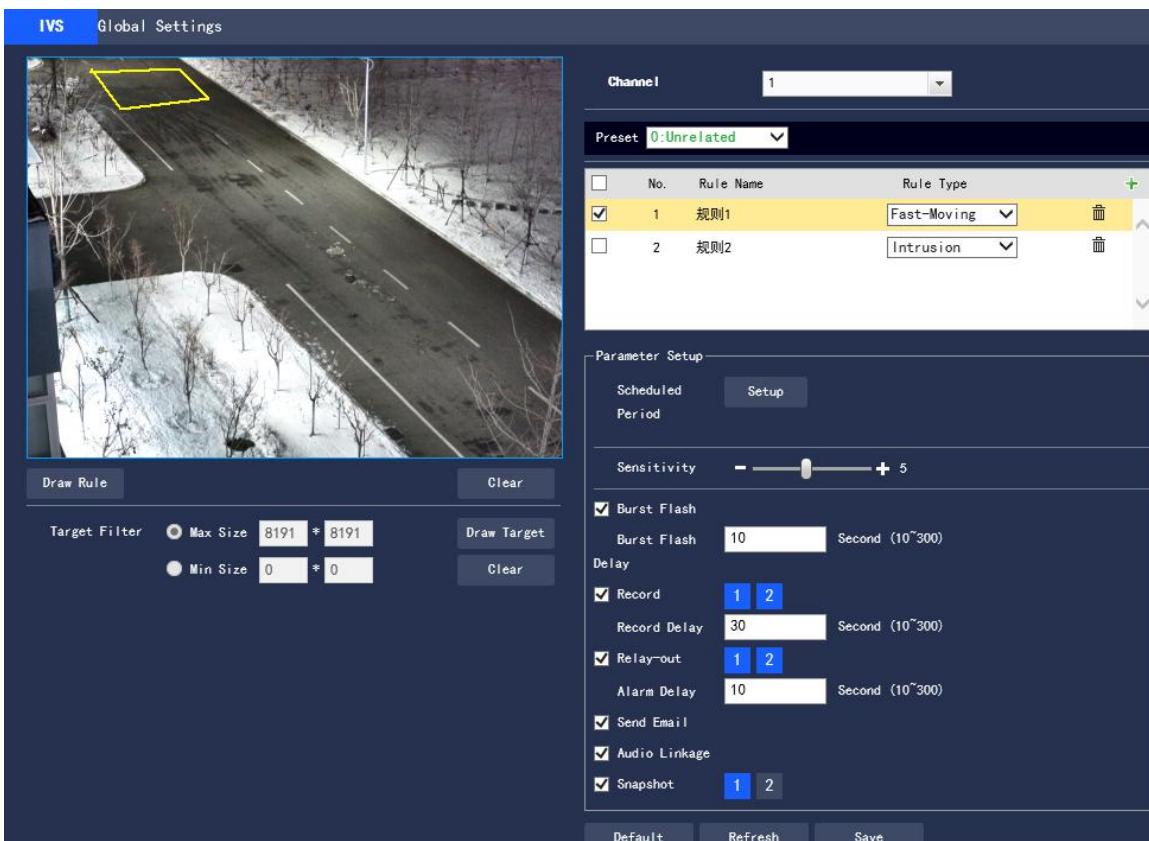 IVS Global Settings
Channel 1
Preset 0:Unrelated
No. Rule Name Rule Type +
1 规则1 Fast-Moving
2 规则2 Intrusion
Parameter Setup
Scheduled Period Setup
Sensitivity - + 5
Draw Rule Clear
Target Filter Max Size 8191 * 8191 Draw Target
Min Size 0 * 0 Clear
Burst Flash
Burst Flash Delay 10 Second (10~300)
Record 1 2
Record Delay 30 Second (10~300)
Relay-out 1 2
Alarm Delay 10 Second (10~300)
Send Email
Audio Linkage
Snapshot 1 2
Default Refresh Save